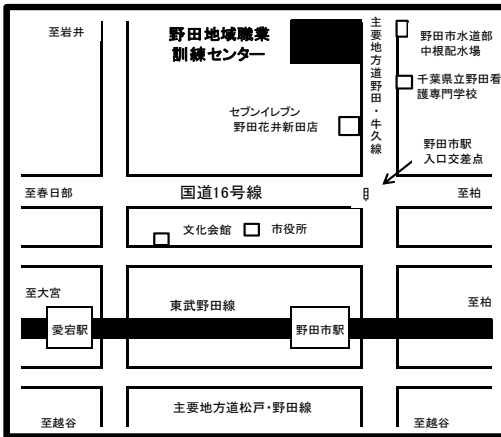 至岩井
野田地域職業
訓練センター
主要地方道野田・牛久線
野田市水道部
中根配水場
千葉県立野田看
護専門学校
セブンイレブン
野田花井新田店
野田市駅
入口交差点
至春日部
国道16号線
至柏
文化会館
市役所
至大宮
東武野田線
至柏
愛宕駅
野田市駅
主要地方道松戸・野田線
至越谷
至越谷